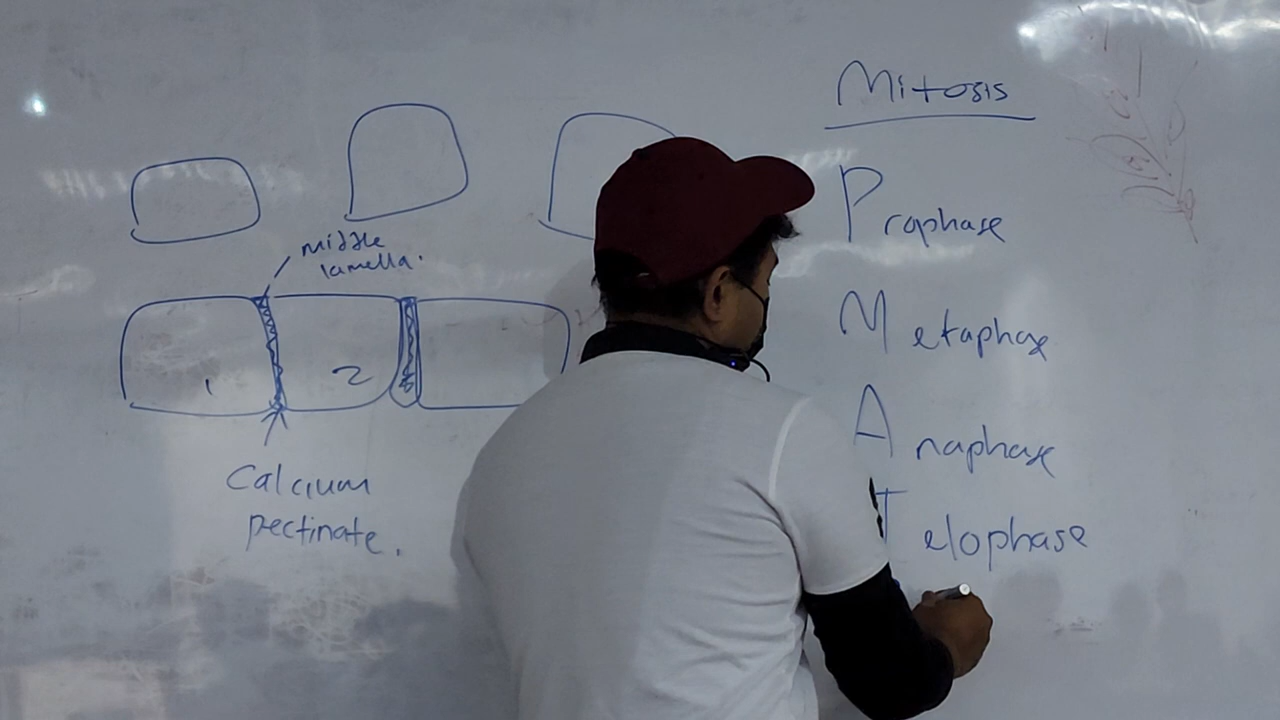 Mitosis
Prophase
middle
lamella.
Metaphase
1 2
Anaphase
Calcium
pectinate.
Telophase